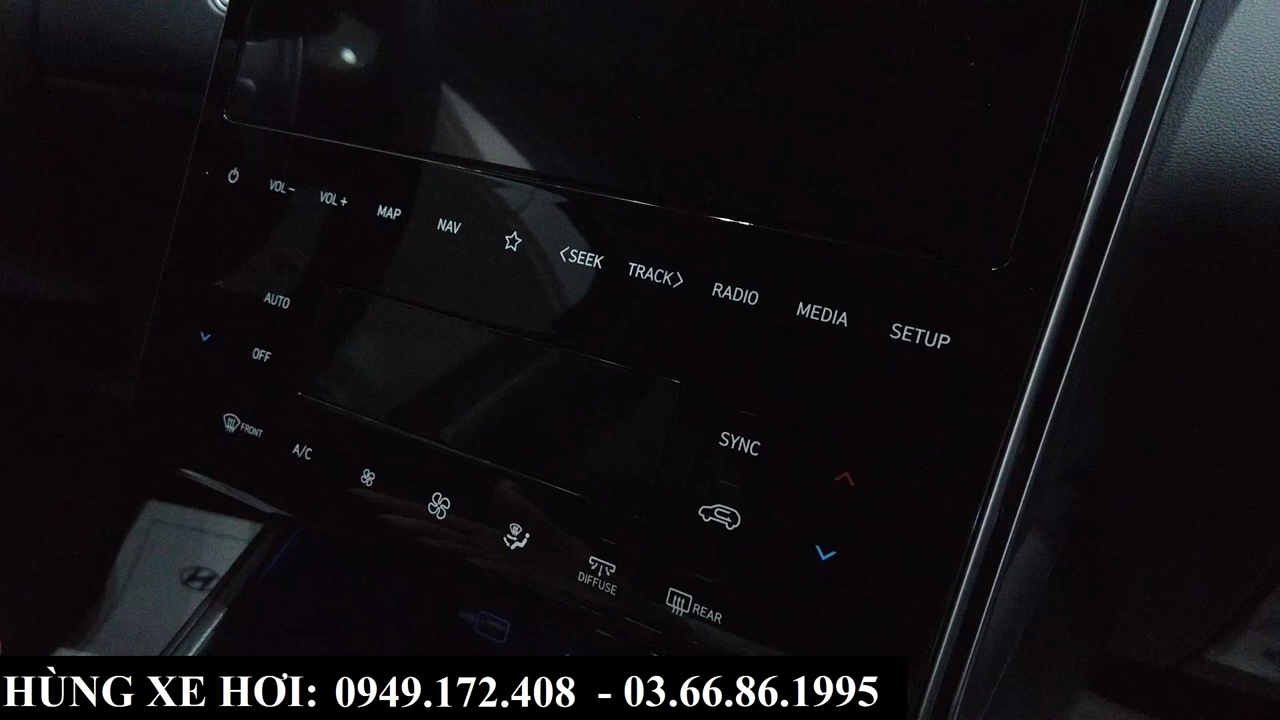 VOL− VOL+ MAP NAV <SEEK TRACK> RADIO MEDIA SETUP
AUTO
OFF
SYNC
FRONT A/C
DIFFUSE REAR
HÙNG XE HƠI: 0949.172.408 - 03.66.86.1995